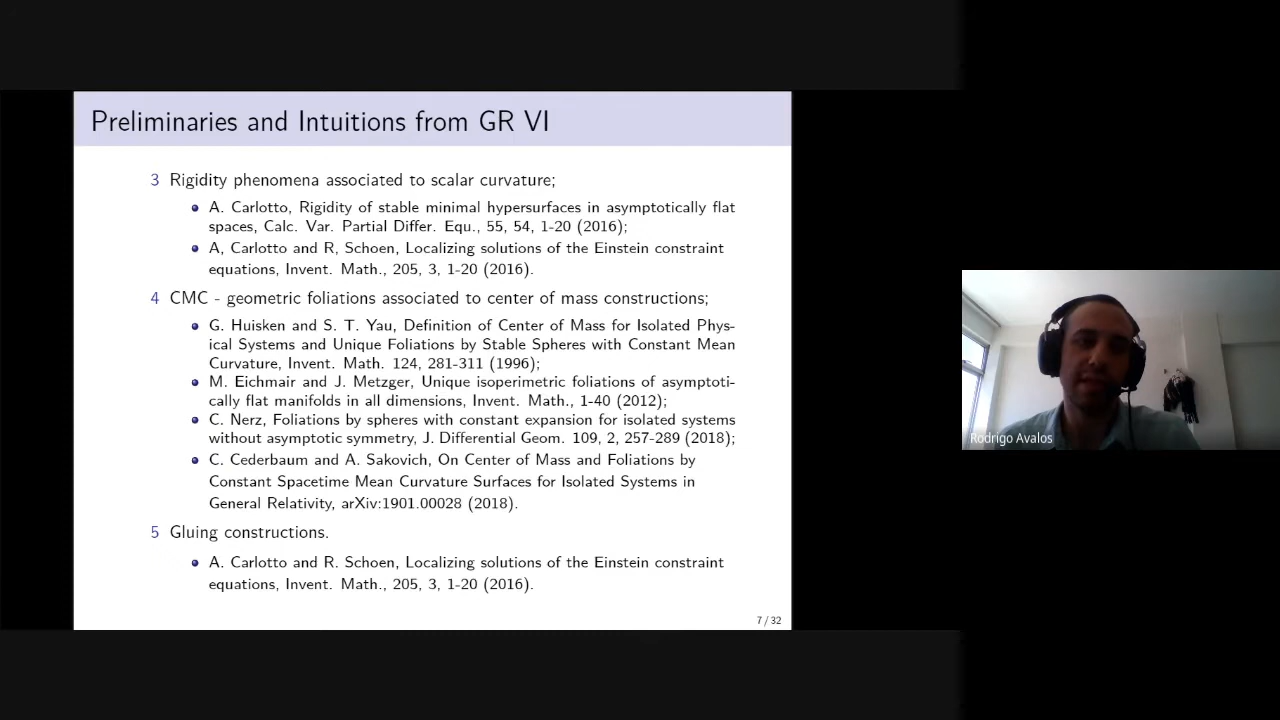 Preliminaries and Intuitions from GR VI
3 Rigidity phenomena associated to scalar curvature;
A. Carlotto, Rigidity of stable minimal hypersurfaces in asymptotically flat
spaces, Calc. Var. Partial Differ. Equ., 55, 54, 1-20 (2016);
A, Carlotto and R, Schoen, Localizing solutions of the Einstein constraint
equations, Invent. Math., 205, 3, 1-20 (2016).
4 CMC - geometric foliations associated to center of mass constructions;
G. Huisken and S. T. Yau, Definition of Center of Mass for Isolated Phys-
ical Systems and Unique Foliations by Stable Spheres with Constant Mean
Curvature, Invent. Math. 124, 281-311 (1996);
M. Eichmair and J. Metzger, Unique isoperimetric foliations of asymptoti-
cally flat manifolds in all dimensions, Invent. Math., 1-40 (2012);
C. Nerz, Foliations by spheres with constant expansion for isolated systems
without asymptotic symmetry, J. Differential Geom. 109, 2, 257-289 (2018);
C. Cederbaum and A. Sakovich, On Center of Mass and Foliations by
Constant Spacetime Mean Curvature Surfaces for Isolated Systems in
General Relativity, arXiv:1901.00028 (2018).
5 Gluing constructions.
A. Carlotto and R. Schoen, Localizing solutions of the Einstein constraint
equations, Invent. Math., 205, 3, 1-20 (2016).
7 / 32
Rodrigo Avalos